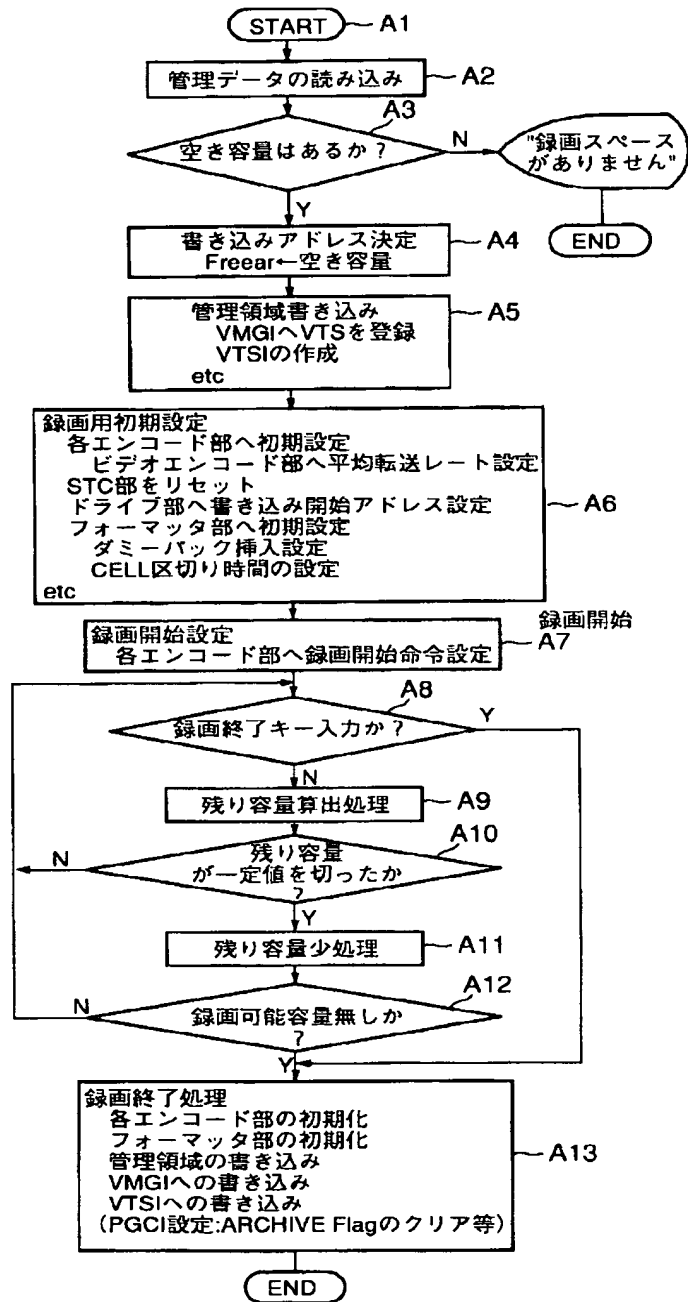 START
A1
管理データの読み込み
A2
A3
空き容量はあるか？
N
"録画スペース
がありません"
Y
END
書き込みアドレス決定
Freear←空き容量
A4
管理領域書き込み
VMGIへVTSを登録
VTSIの作成
etc
A5
録画用初期設定
各エンコード部へ初期設定
ビデオエンコード部へ平均転送レート設定
STC部をリセット
ドライブ部へ書き込み開始アドレス設定
フォーマッタ部へ初期設定
ダミーパック挿入設定
CELL区切り時間の設定
etc
A6
録画開始設定
各エンコード部へ録画開始命令設定
録画開始
A7
A8
録画終了キー入力か？
Y
N
残り容量算出処理
A9
A10
残り容量
が一定値を切ったか
？
N
Y
残り容量少処理
A11
A12
録画可能容量無しか
？
N
Y
録画終了処理
各エンコード部の初期化
フォーマッタ部の初期化
管理領域の書き込み
VMGIへの書き込み
VTSIへの書き込み
（PGCI設定:ARCHIVE Flagのクリア等）
A13
END